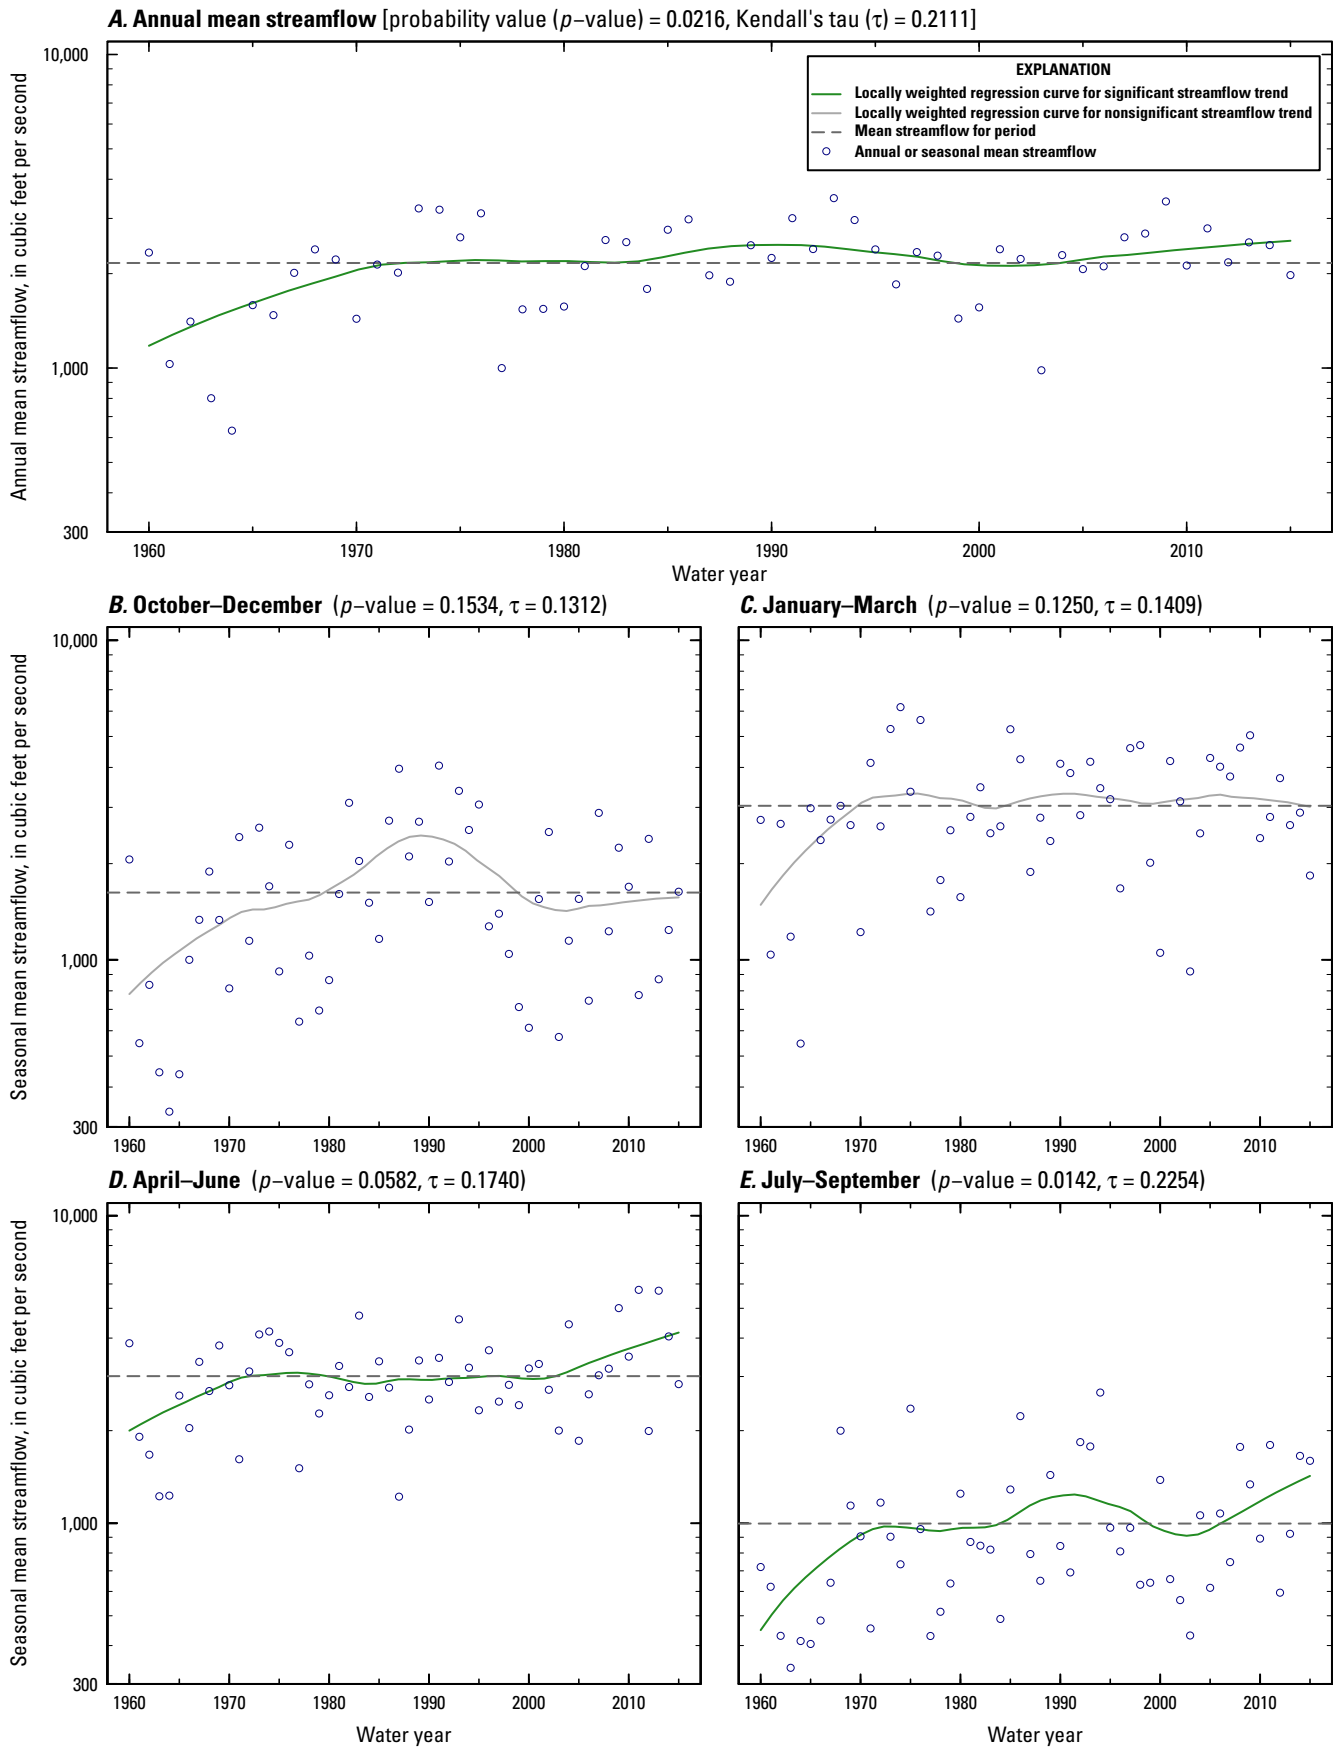 A. Annual mean streamflow [probability value (p–value) = 0.0216, Kendall's tau (τ) = 0.2111]
10,000
1,000
300
Annual mean streamflow, in cubic feet per second
EXPLANATION
Locally weighted regression curve for significant streamflow trend
Locally weighted regression curve for nonsignificant streamflow trend
Mean streamflow for period
Annual or seasonal mean streamflow
1960 1970 1980 1990 2000 2010
Water year
B. October–December (p–value = 0.1534, τ = 0.1312)
10,000
1,000
300
Seasonal mean streamflow, in cubic feet per second
1960 1970 1980 1990 2000 2010
C. January–March (p–value = 0.1250, τ = 0.1409)
1960 1970 1980 1990 2000 2010
D. April–June (p–value = 0.0582, τ = 0.1740)
10,000
1,000
300
Seasonal mean streamflow, in cubic feet per second
1960 1970 1980 1990 2000 2010
Water year
E. July–September (p–value = 0.0142, τ = 0.2254)
1960 1970 1980 1990 2000 2010
Water year